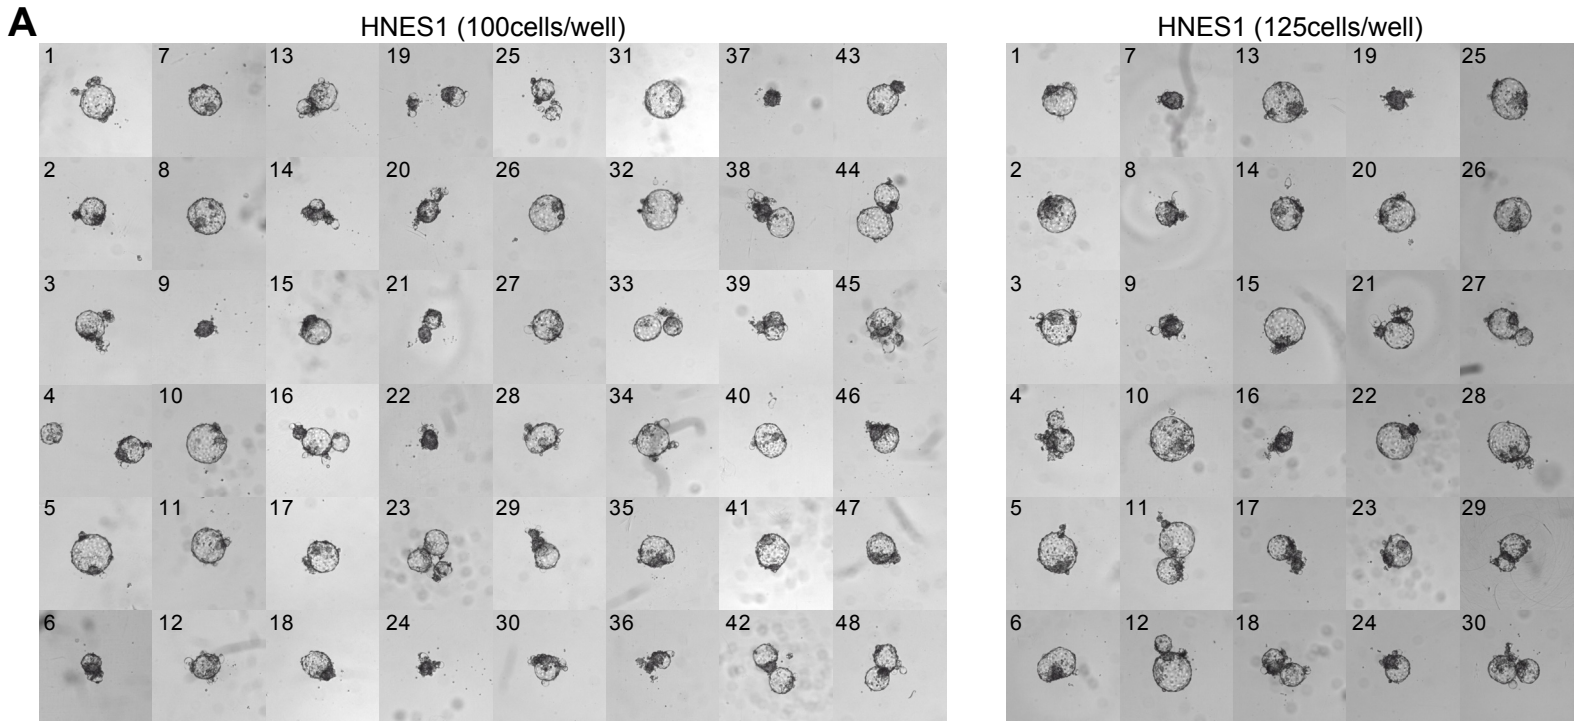 A
HNES1 (100cells/well)
HNES1 (125cells/well)
1 7 13 19 25 31 37 43
2 8 14 20 26 32 38 44
3 9 15 21 27 33 39 45
4 10 16 22 28 34 40 46
5 11 17 23 29 35 41 47
6 12 18 24 30 36 42 48
1 7 13 19 25
2 8 14 20 26
3 9 15 21 27
4 10 16 22 28
5 11 17 23 29
6 12 18 24 30